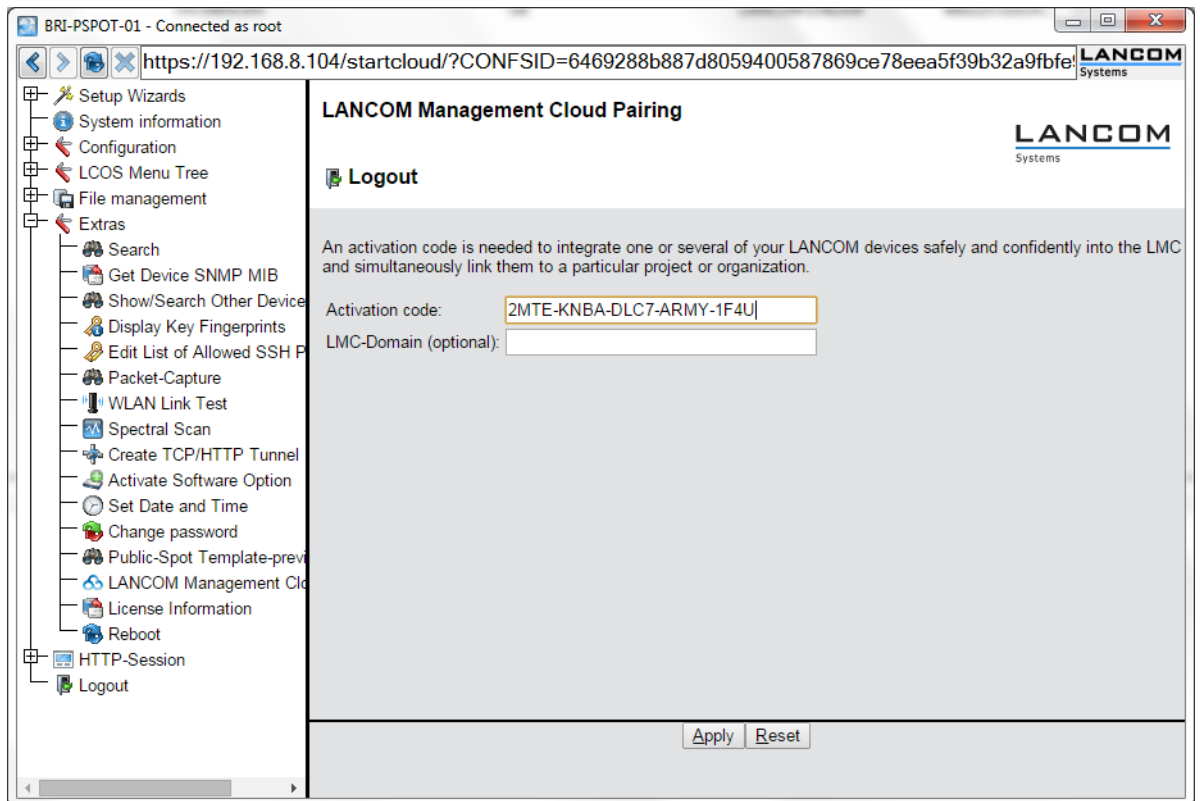 BRI-PSPOT-01 - Connected as root
https://192.168.8.104/startcloud/?CONFSID=6469288b887d8059400587869ce78eea5f39b32a9fbfe
LANCOM
Systems
Setup Wizards
System information
Configuration
LCOS Menu Tree
File management
Extras
Search
Get Device SNMP MIB
Show/Search Other Device
Display Key Fingerprints
Edit List of Allowed SSH P
Packet-Capture
WLAN Link Test
Spectral Scan
Create TCP/HTTP Tunnel
Activate Software Option
Set Date and Time
Change password
Public-Spot Template-previ
LANCOM Management Clo
License Information
Reboot
HTTP-Session
Logout
LANCOM Management Cloud Pairing
LANCOM
Systems
Logout
An activation code is needed to integrate one or several of your LANCOM devices safely and confidently into the LMC
and simultaneously link them to a particular project or organization.
Activation code: 2MTE-KNBA-DLC7-ARMY-1F4U
LMC-Domain (optional):
Apply Reset